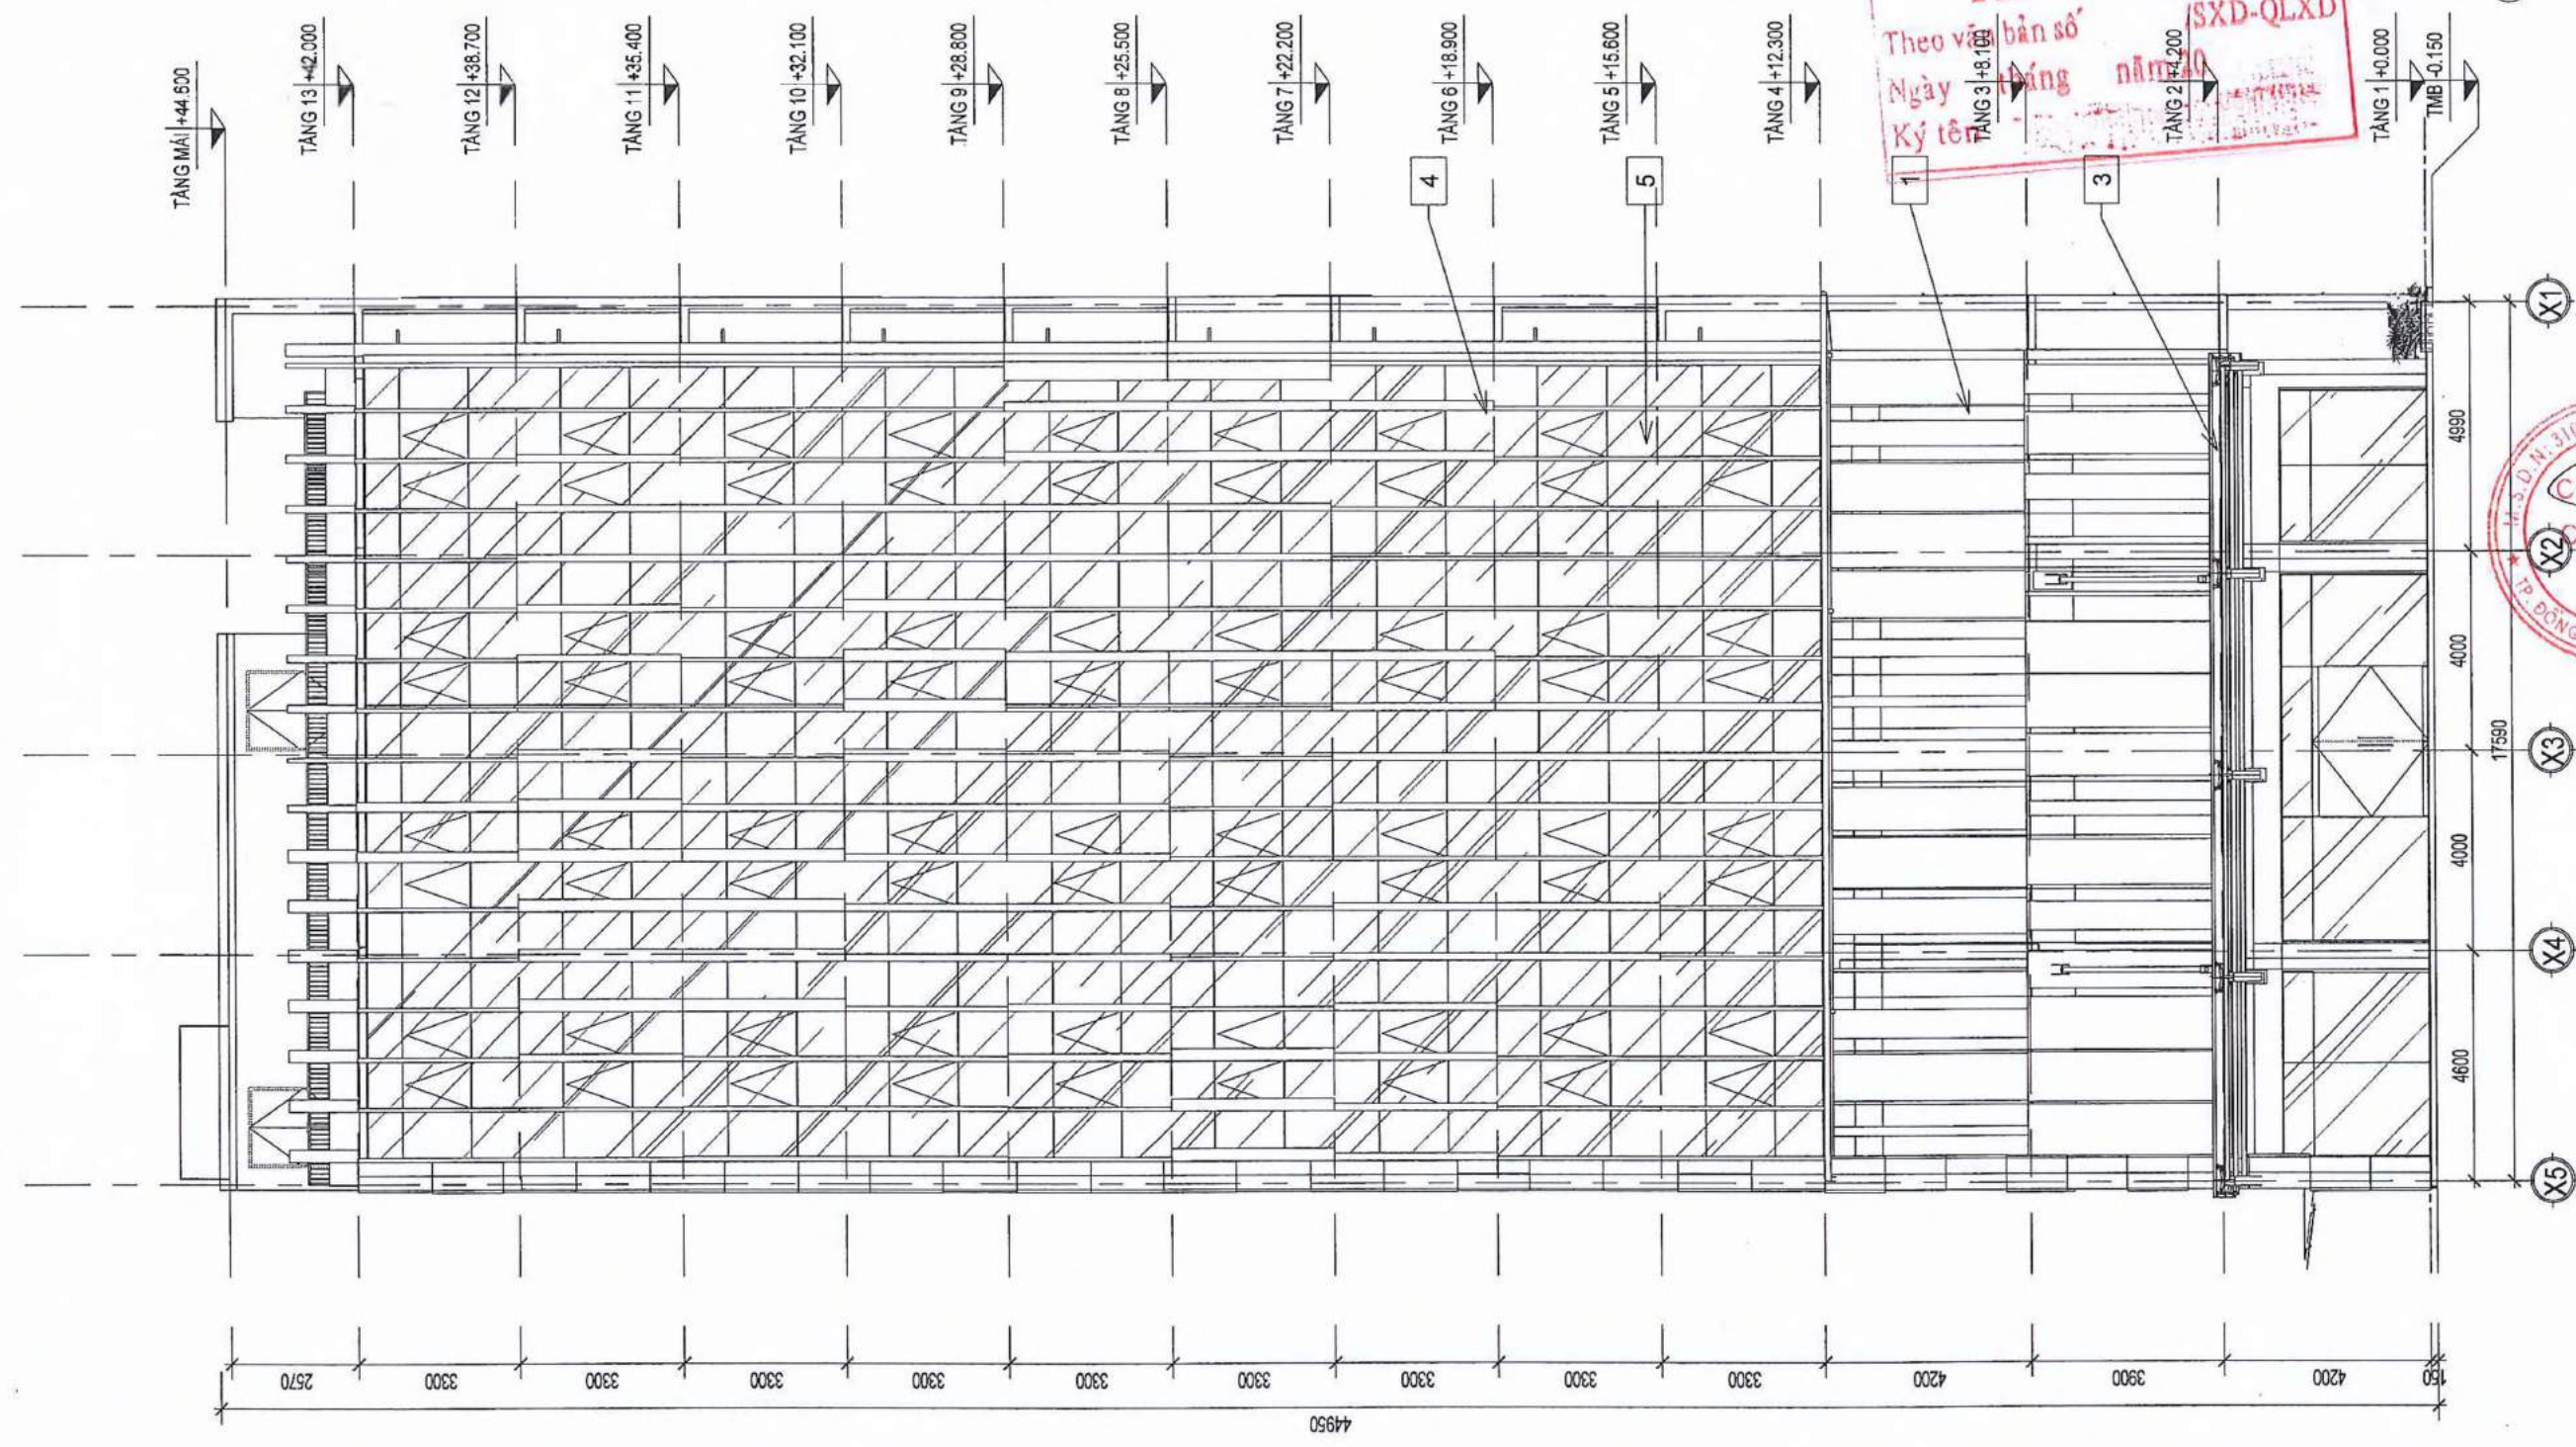 TẦNG MÁI +44.600
TẦNG 13 +42.000
TẦNG 12 +38.700
TẦNG 11 +35.400
TẦNG 10 +32.100
TẦNG 9 +28.800
TẦNG 8 +25.500
TẦNG 7 +22.200
TẦNG 6 +18.900
TẦNG 5 +15.600
TẦNG 4 +12.300
TẦNG 3 +8.100
TẦNG 2 +4.200
TẦNG 1 +0.000
TMB -0.150
/SXD-QLXD
Theo văn bản số
Ngày tháng năm 20
Ký tên
4
5
1
3
4990
4000
4000
4600
17590
X1
X2
X3
X4
X5
M.S.D.N: 310
TP. ĐỒNG
2570
3300
3300
3300
3300
3300
3300
3300
3300
3300
4200
3900
4200
150
44950